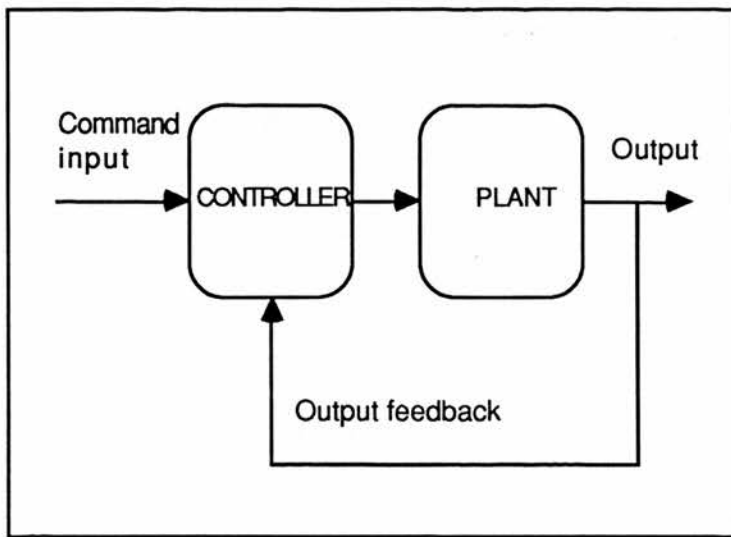 Command
input
CONTROLLER
PLANT
Output
Output feedback